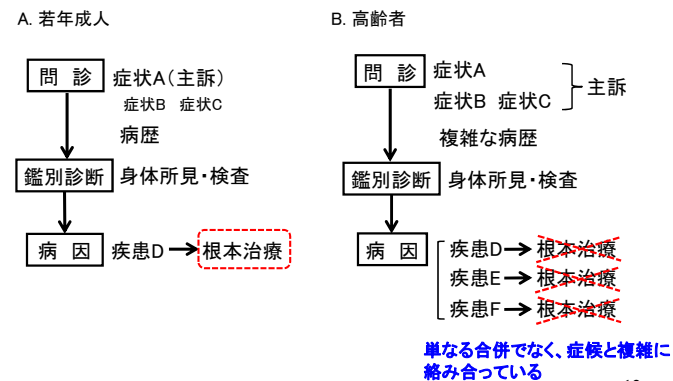 A. 若年成人
問 診 症状A(主訴)
症状B 症状C
病歴
鑑別診断 身体所見・検査
病 因 疾患D 根本治療
B. 高齢者
問 診 症状A
症状B 症状C 主訴
複雑な病歴
鑑別診断 身体所見・検査
病 因 疾患D 根本治療
疾患E 根本治療
疾患F 根本治療
単なる合併でなく、症候と複雑に
絡み合っている